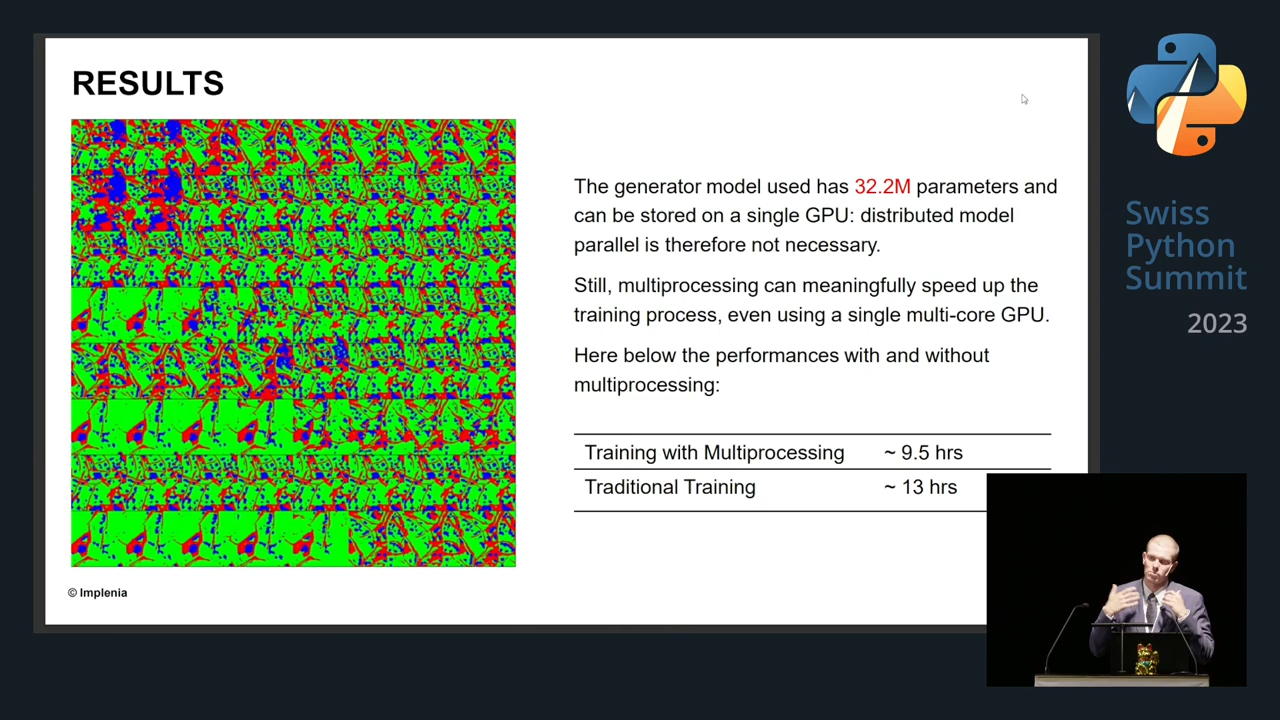 RESULTS
The generator model used has 32.2M parameters and
can be stored on a single GPU: distributed model
parallel is therefore not necessary.
Still, multiprocessing can meaningfully speed up the
training process, even using a single multi-core GPU.
Here below the performances with and without
multiprocessing:
Training with Multiprocessing ~ 9.5 hrs
Traditional Training ~ 13 hrs
© Implenia
Swiss
Python
Summit
2023